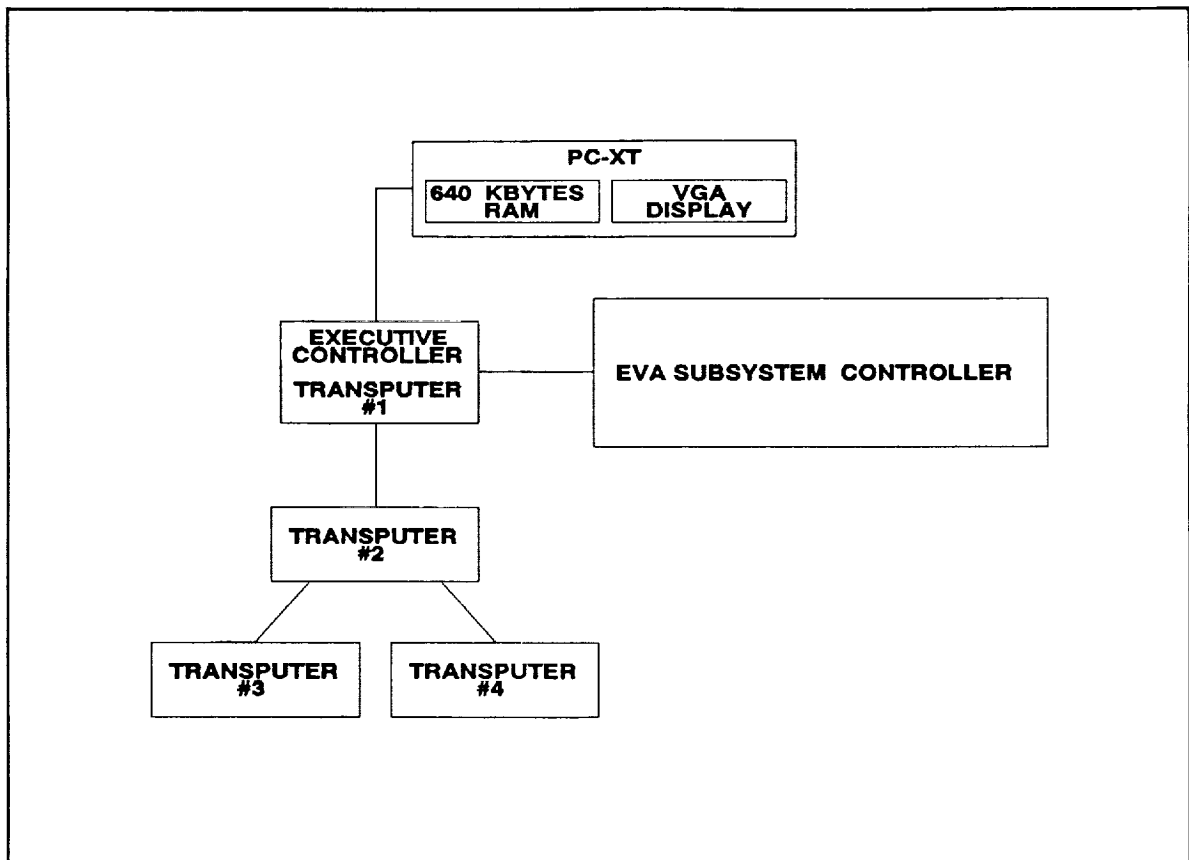 PC-XT
640 KBYTES
RAM
VGA
DISPLAY
EXECUTIVE
CONTROLLER
TRANSPUTER
#1
EVA SUBSYSTEM CONTROLLER
TRANSPUTER
#2
TRANSPUTER
#3
TRANSPUTER
#4